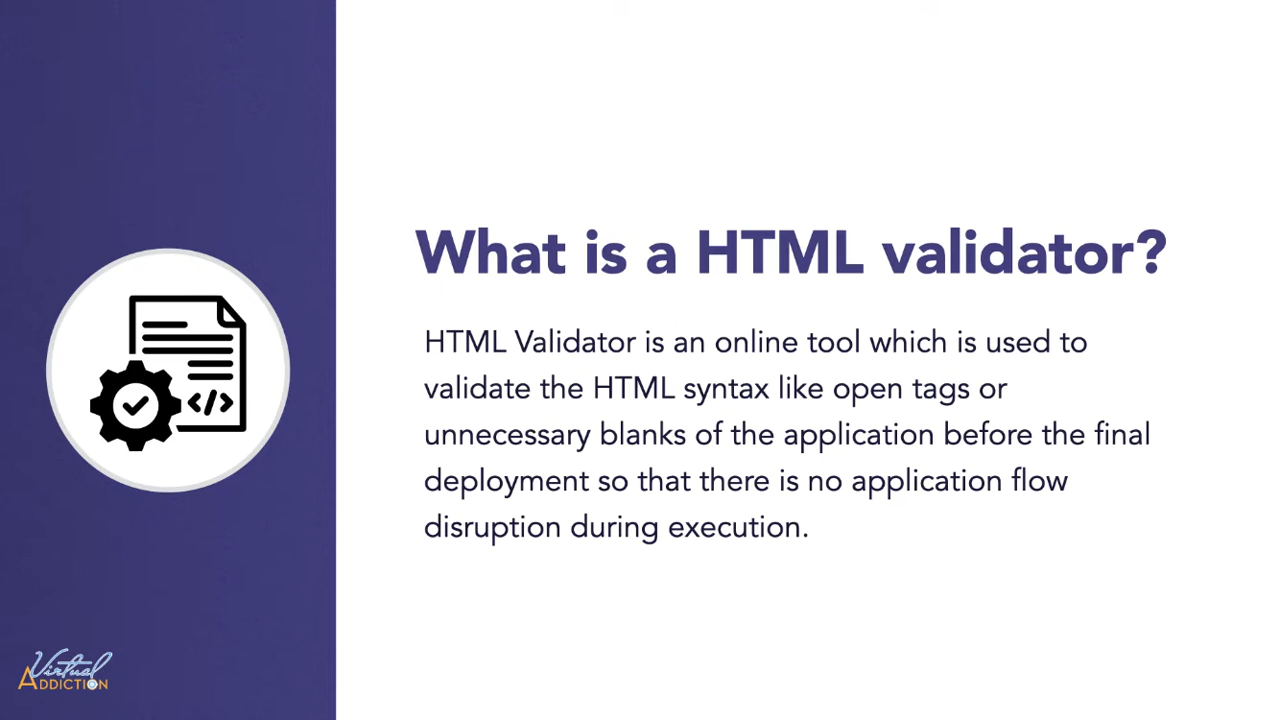 What is a HTML validator?
HTML Validator is an online tool which is used to
validate the HTML syntax like open tags or
unnecessary blanks of the application before the final
deployment so that there is no application flow
disruption during execution.
</>
Virtual
ADDICTION